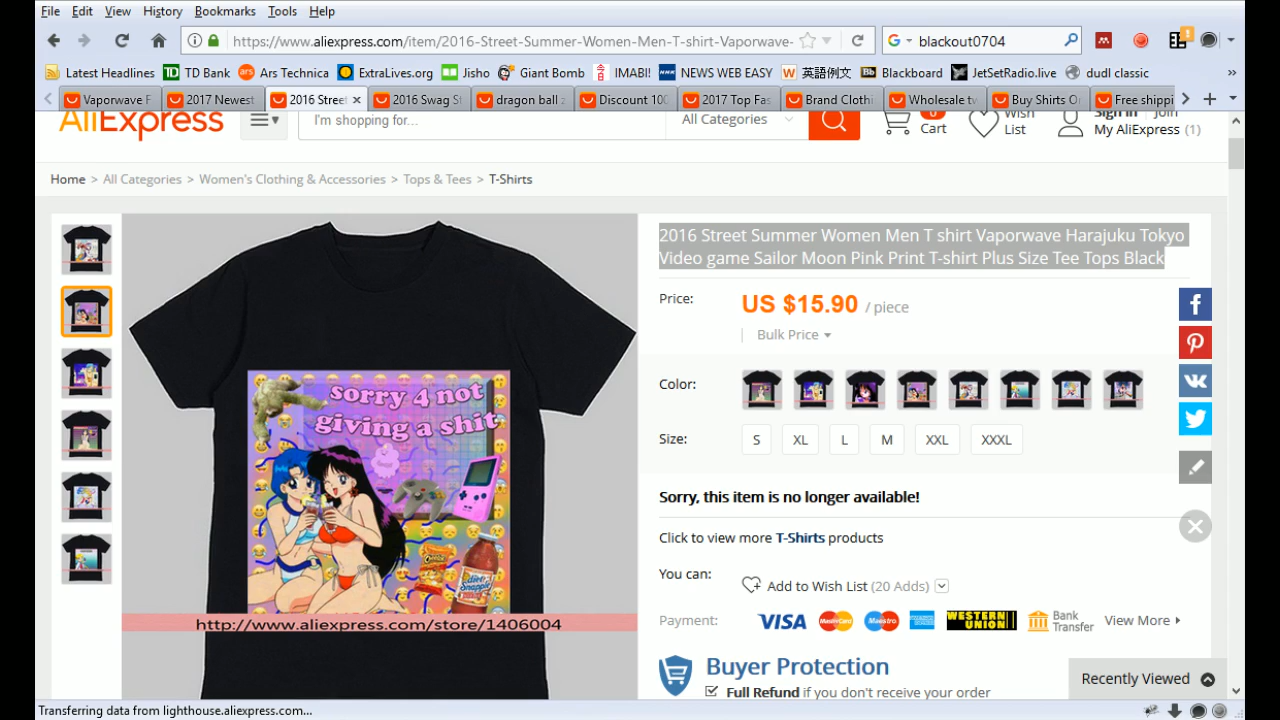 File Edit View History Bookmarks Tools Help
https://www.aliexpress.com/item/2016-Street-Summer-Women-Men-T-shirt-Vaporwave-
blackout0704
Latest Headlines TD Bank Ars Technica ExtraLives.org Jisho Giant Bomb IMABI! NEWS WEB EASY 英語例文 Blackboard JetSetRadio.live dudl classic
Vaporwave F 2017 Newest 2016 Stree 2016 Swag S dragon ball z Discount 100 2017 Top Fas Brand Clothi Wholesale tv Buy Shirts O Free shippi
AliExpress I'm shopping for... All Categories 0 Cart Wish List Sign in Join
My AliExpress (1)
Home > All Categories > Women's Clothing & Accessories > Tops & Tees > T-Shirts
2016 Street Summer Women Men T shirt Vaporwave Harajuku Tokyo
Video game Sailor Moon Pink Print T-shirt Plus Size Tee Tops Black
Price: US $15.90 / piece
Bulk Price
Color:
Size: S XL L M XXL XXXL
sorry 4 not
giving a shit
diet
Snapple
http://www.aliexpress.com/store/1406004
Sorry, this item is no longer available!
Click to view more T-Shirts products
You can: Add to Wish List (20 Adds)
Payment: VISA MasterCard Maestro WESTERN UNION Bank Transfer View More
Buyer Protection
Full Refund if you don't receive your order
Recently Viewed
Transferring data from lighthouse.aliexpress.com...